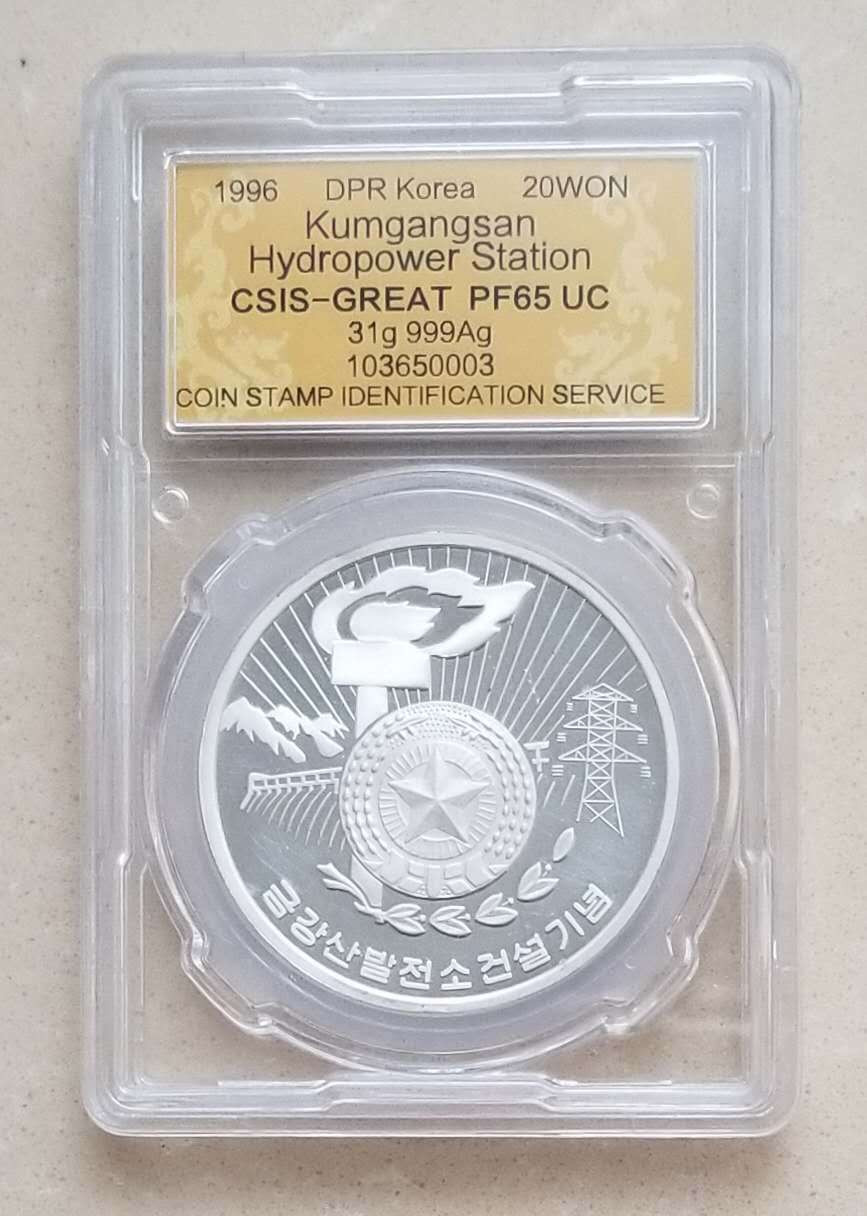 1996 DPR Korea 20WON
Kumgangsan
Hydropower Station
CSIS-GREAT PF65 UC
31g 999Ag
103650003
COIN STAMP IDENTIFICATION SERVICE
금강산발전소건설기념